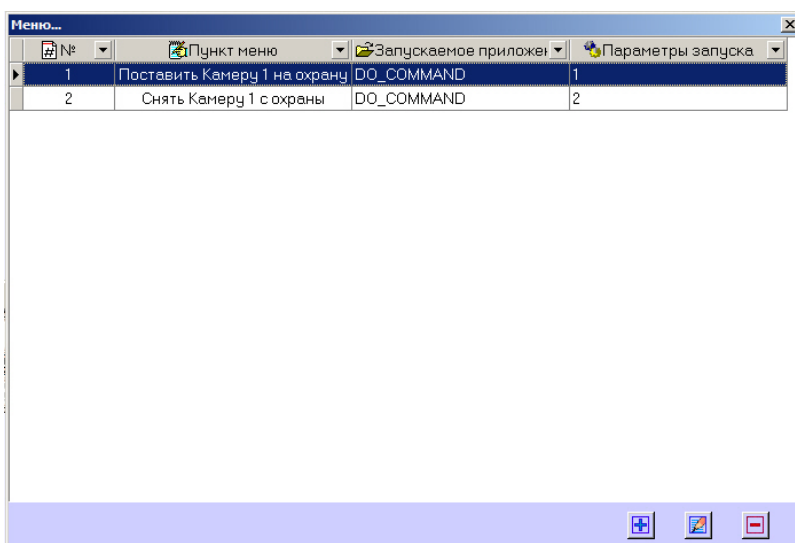 Меню...
№ Пункт меню Запускаемое приложен Параметры запуска
1 Поставить Камеру 1 на охрану DO_COMMAND 1
2 Снять Камеру 1 с охраны DO_COMMAND 2